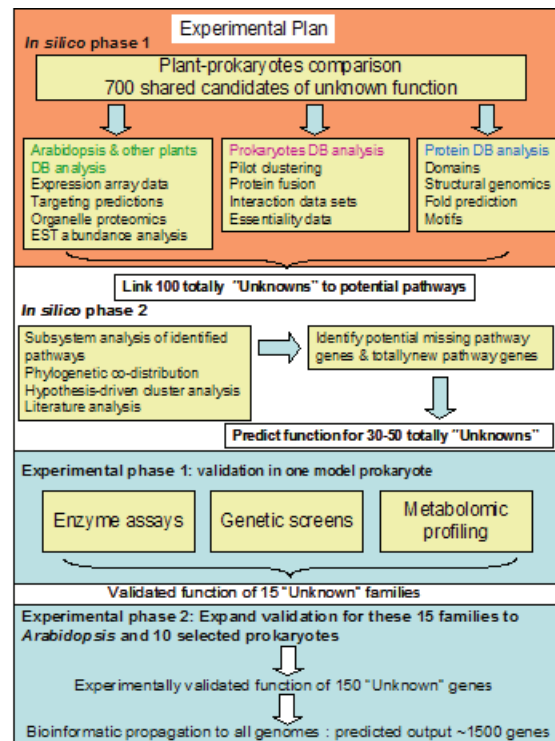 Experimental Plan
In silico phase 1
Plant-prokaryotes comparison
700 shared candidates of unknown function
Arabidopsis & other plants
DB analysis
Expression array data
Targeting predictions
Organelle proteomics
EST abundance analysis
Prokaryotes DB analysis
Pilot clustering
Protein fusion
Interaction data sets
Essentiality data
Protein DB analysis
Domains
Structural genomics
Fold prediction
Motifs
Link 100 totally "Unknowns" to potential pathways
In silico phase 2
Subsystem analysis of identified
pathways
Phylogenetic co-distribution
Hypothesis-driven cluster analysis
Literature analysis
Identify potential missing pathway
genes & totally new pathway genes
Predict function for 30-50 totally "Unknowns"
Experimental phase 1: validation in one model prokaryote
Enzyme assays
Genetic screens
Metabolomic
profiling
Validated function of 15 "Unknown" families
Experimental phase 2: Expand validation for these 15 families to
Arabidopsis and 10 selected prokaryotes
Experimentally validated function of 150 "Unknown" genes
Bioinformatic propagation to all genomes : predicted output ~1500 genes